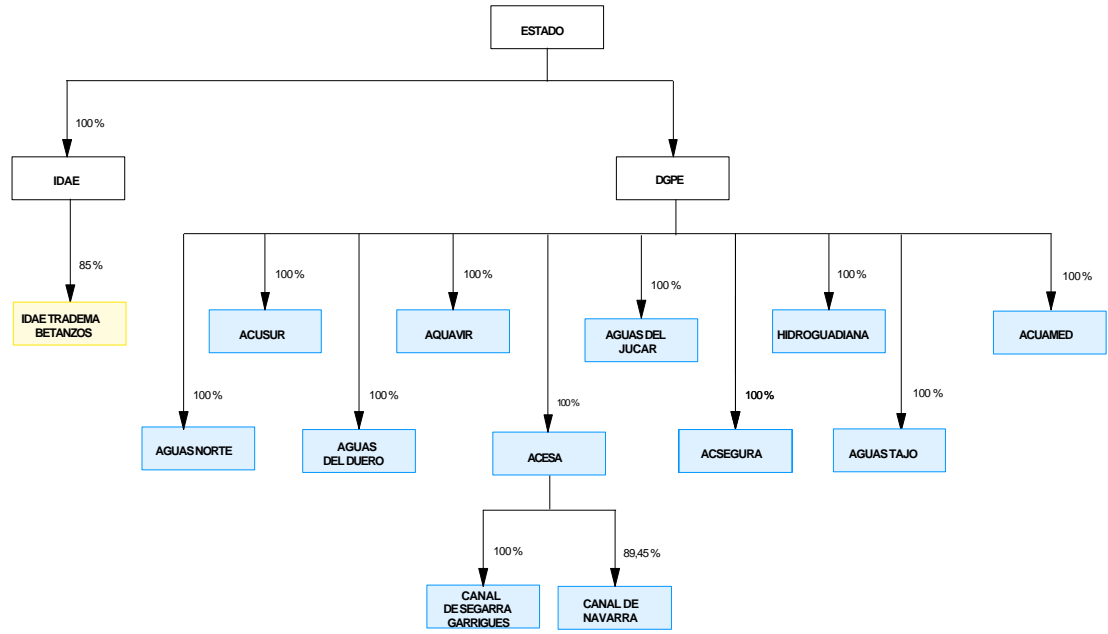 ESTADO
100 %
IDAE
DGPE
85 %
100 %
100 %
100 %
100 %
100 %
IDAE TRADEMA
BETANZOS
ACUSUR
AQUAVIR
AGUAS DEL
JUCAR
HIDROGUADIANA
ACUAMED
100 %
100 %
100 %
100 %
100 %
AGUAS NORTE
AGUAS
DEL DUERO
ACESA
ACSEGURA
AGUAS TAJO
100 %
89,45 %
CANAL
DE SEGARRA
GARRIGUES
CANAL DE
NAVARRA